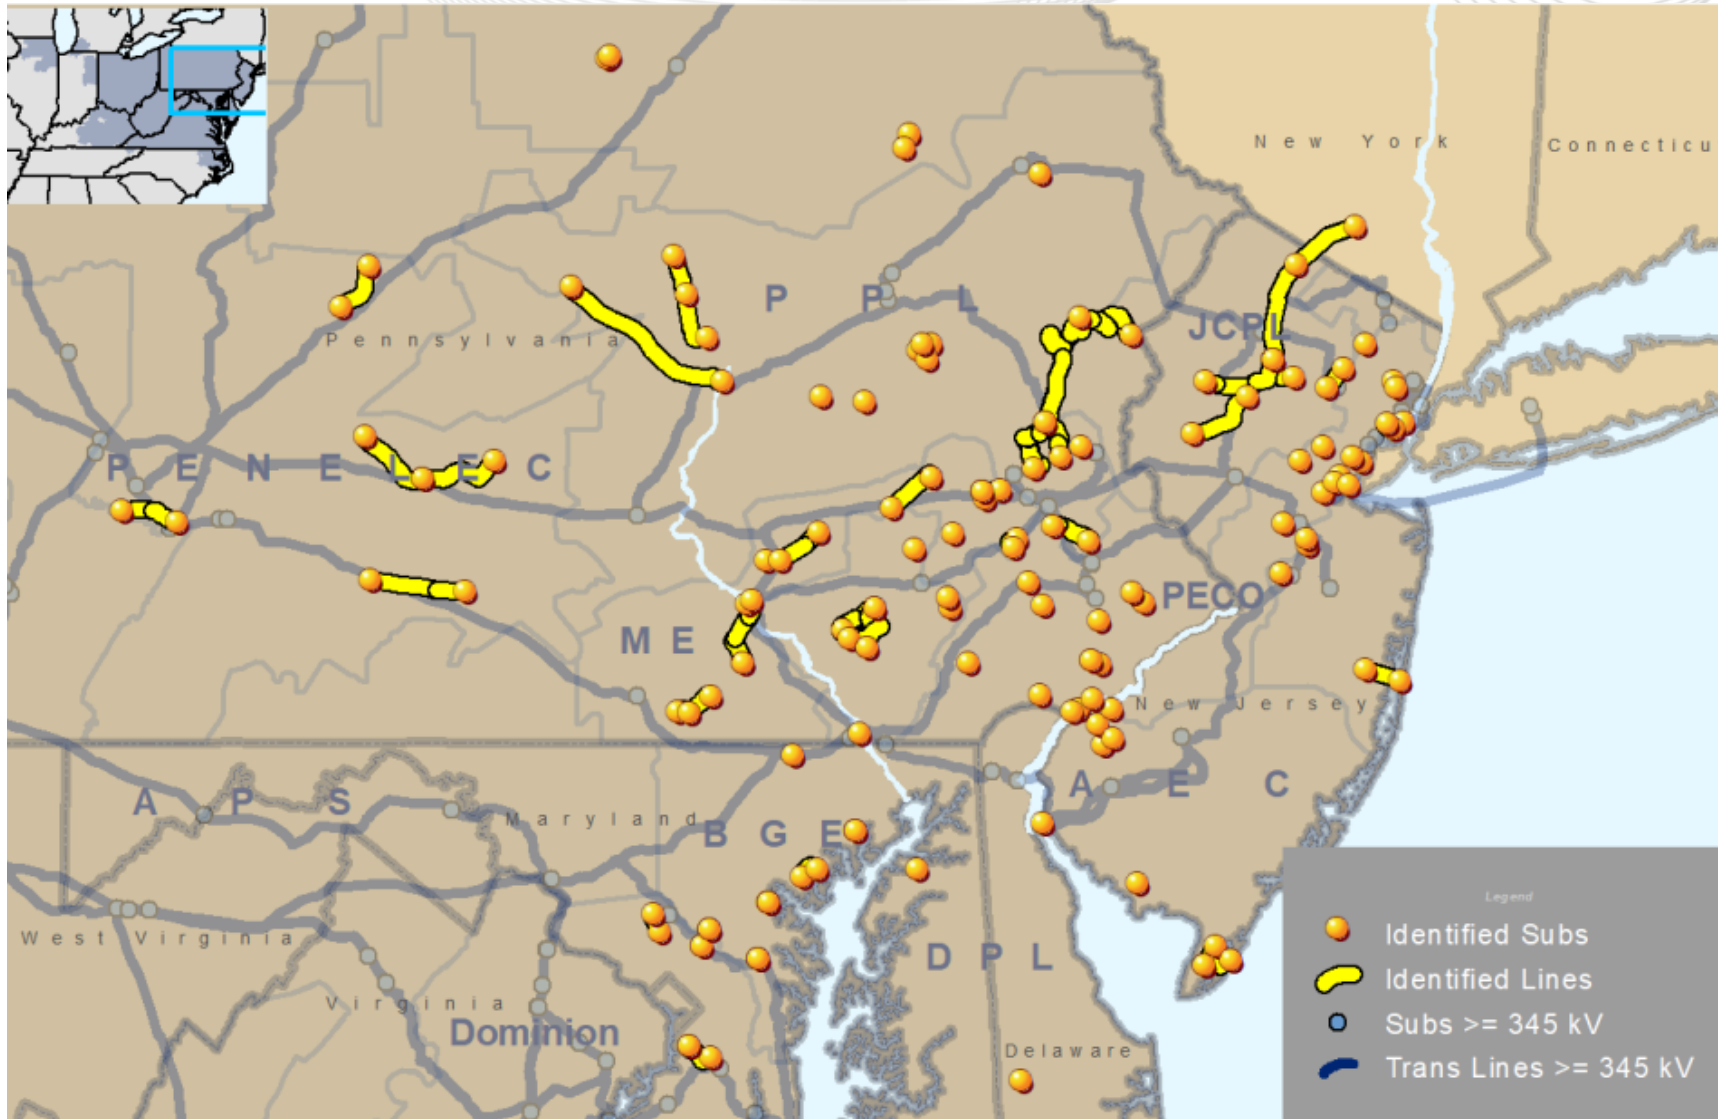 New York
Connecticu
PPL
JCPL
Pennsylvania
PENELEC
PECO
ME
New Jersey
APS
AEC
Maryland
BGE
Legend
West Virginia
Identified Subs
DPL
Identified Lines
Virginia
Subs >= 345 kV
Dominion
Delaware
Trans Lines >= 345 kV